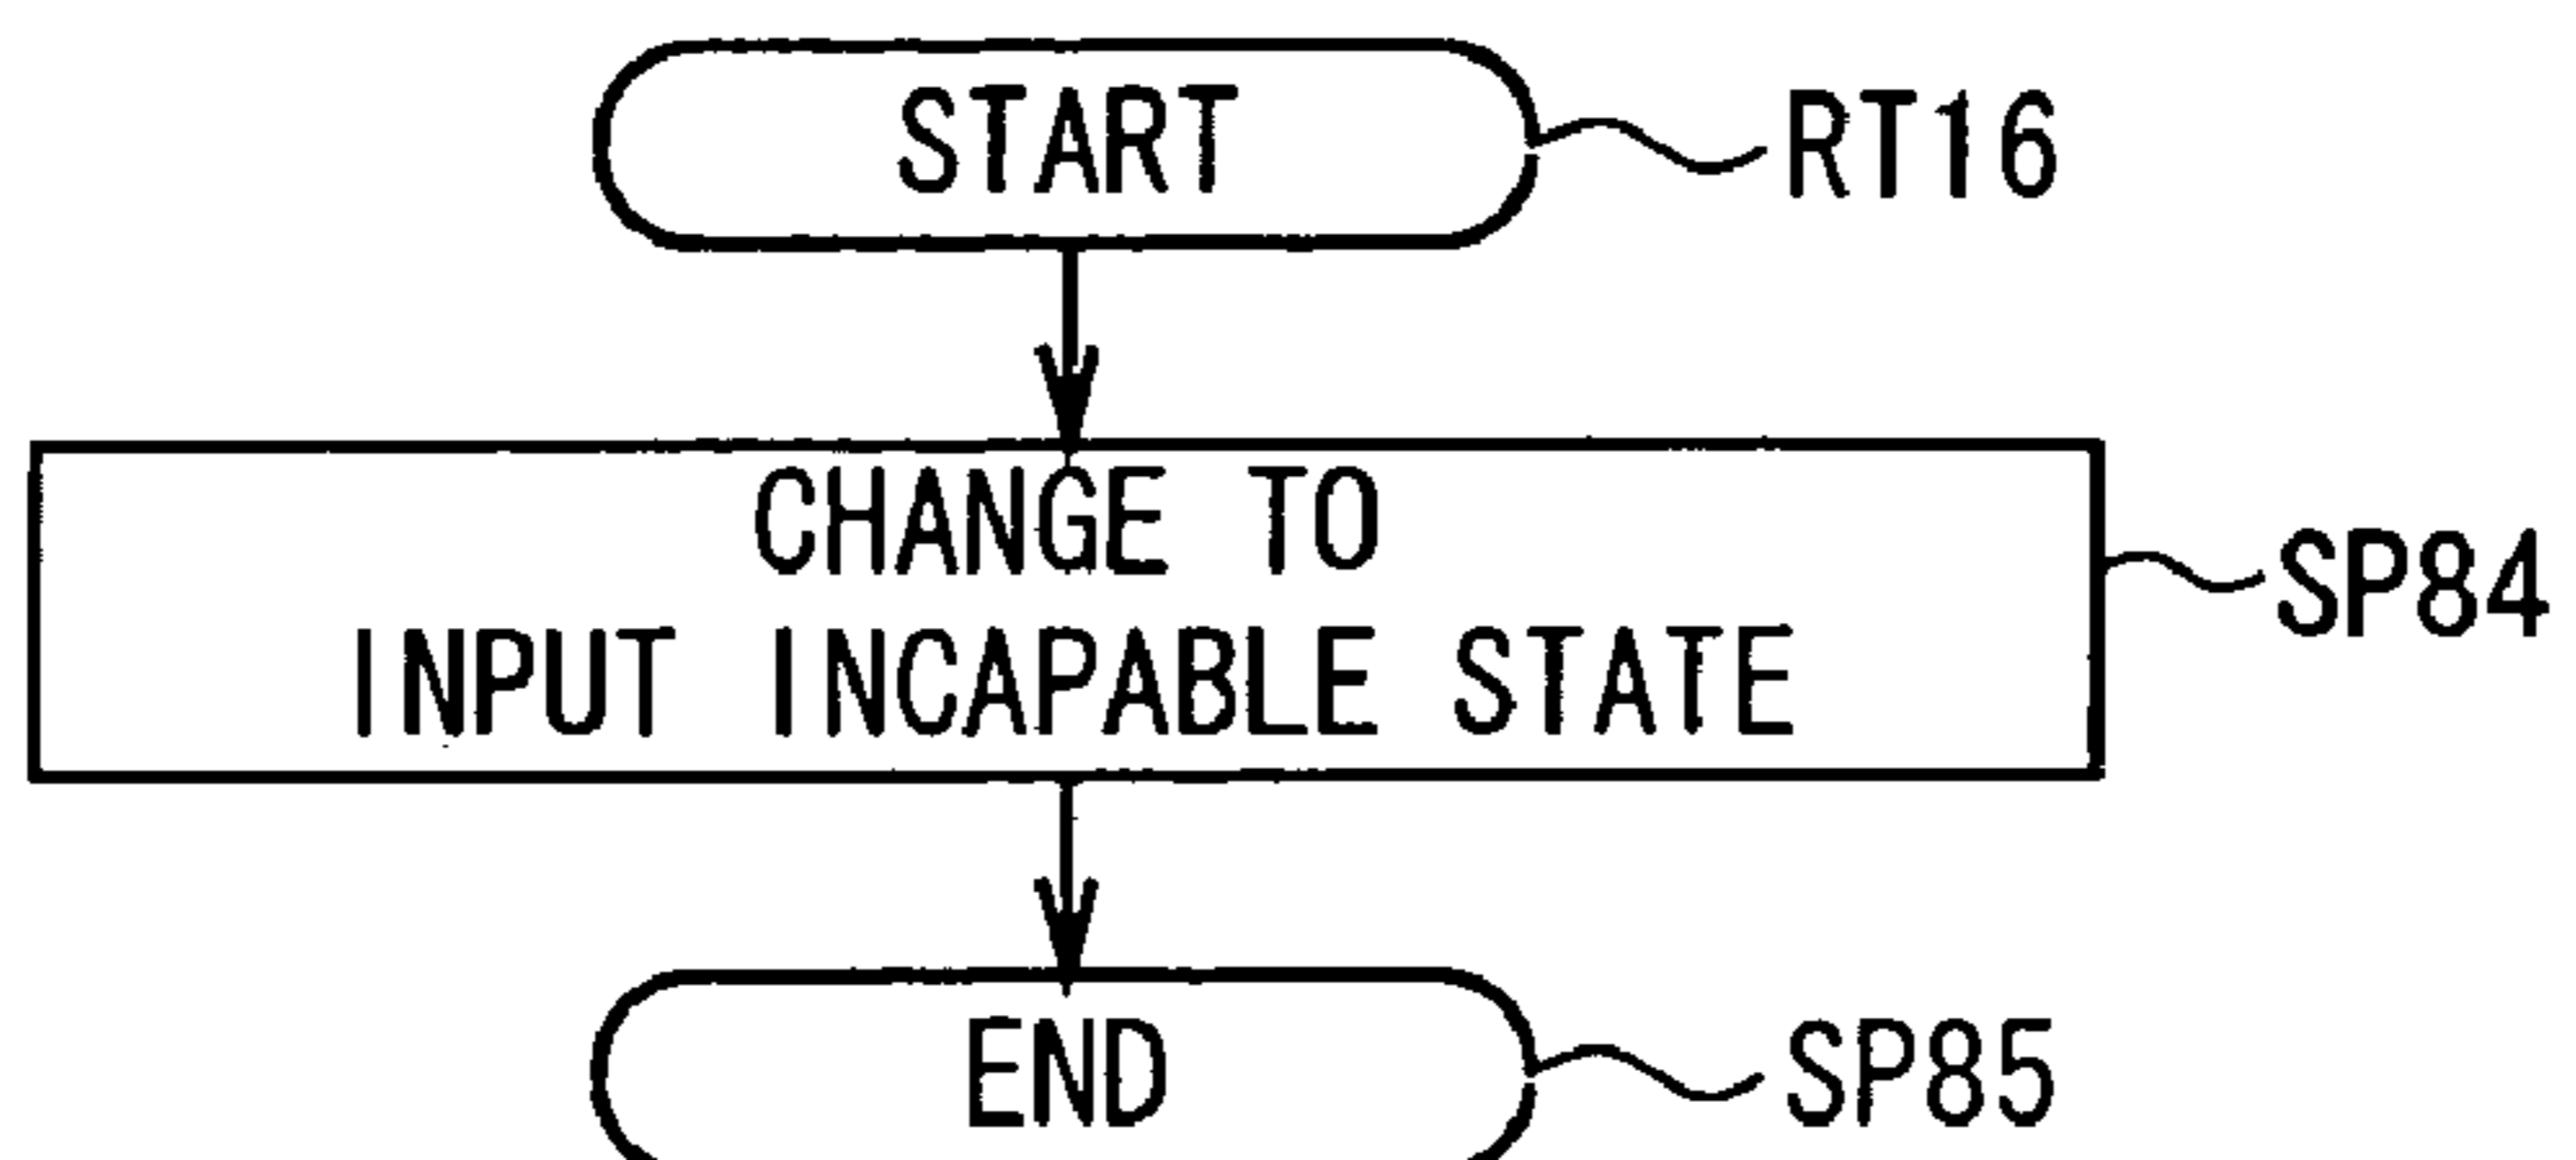 START
RT16
CHANGE TO
INPUT INCAPABLE STATE
SP84
END
SP85